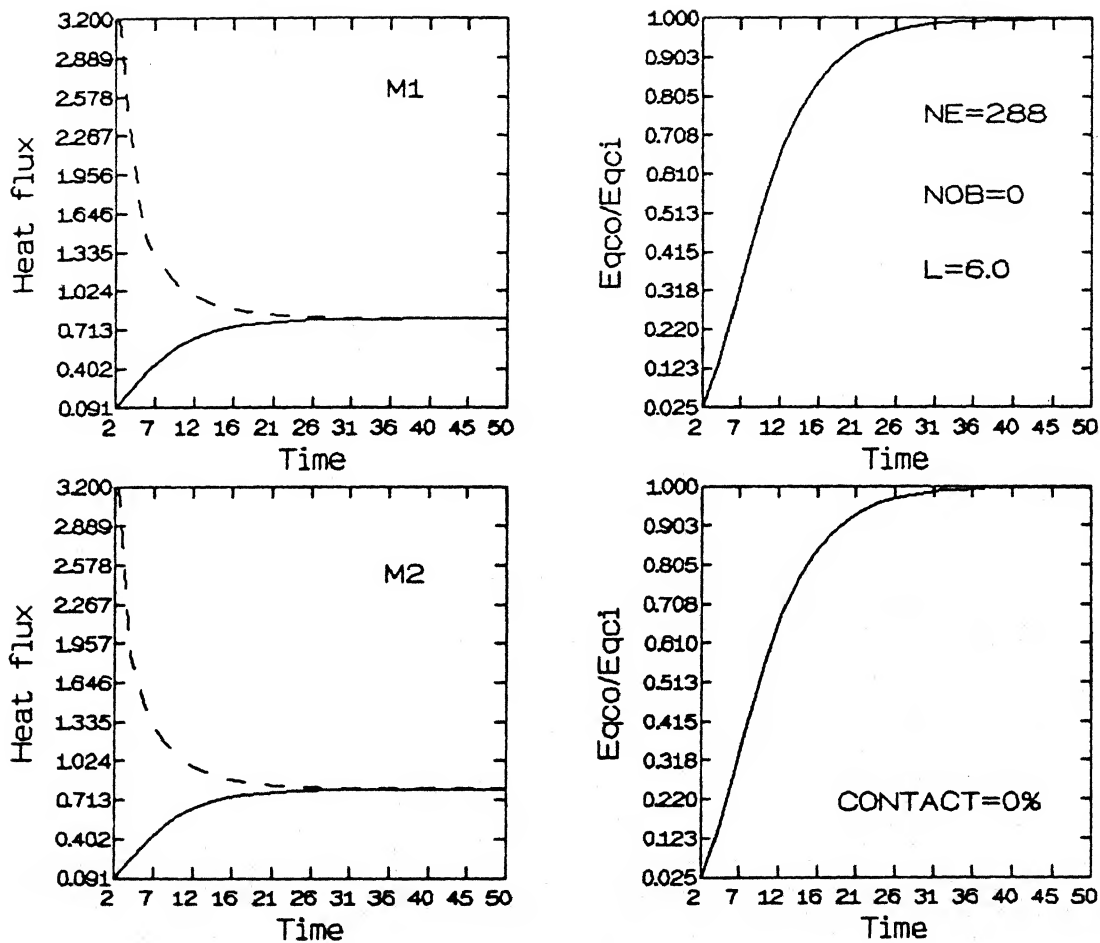 3.200
2.889
2.578
2.267
1.956
1.646
1.335
1.024
0.713
0.402
0.091
Heat flux
M1
2 7 12 16 21 26 31 36 40 45 50
Time
1.000
0.903
0.805
0.708
0.610
0.513
0.415
0.318
0.220
0.123
0.025
Eqco/Eqci
NE=288
NOB=0
L=6.0
2 7 12 16 21 26 31 36 40 45 50
Time
3.200
2.889
2.578
2.267
1.957
1.646
1.335
1.024
0.713
0.402
0.091
Heat flux
M2
2 7 12 16 21 26 31 36 40 45 50
Time
1.000
0.903
0.805
0.708
0.610
0.513
0.415
0.318
0.220
0.123
0.025
Eqco/Eqci
CONTACT=0%
2 7 12 16 21 26 31 36 40 45 50
Time